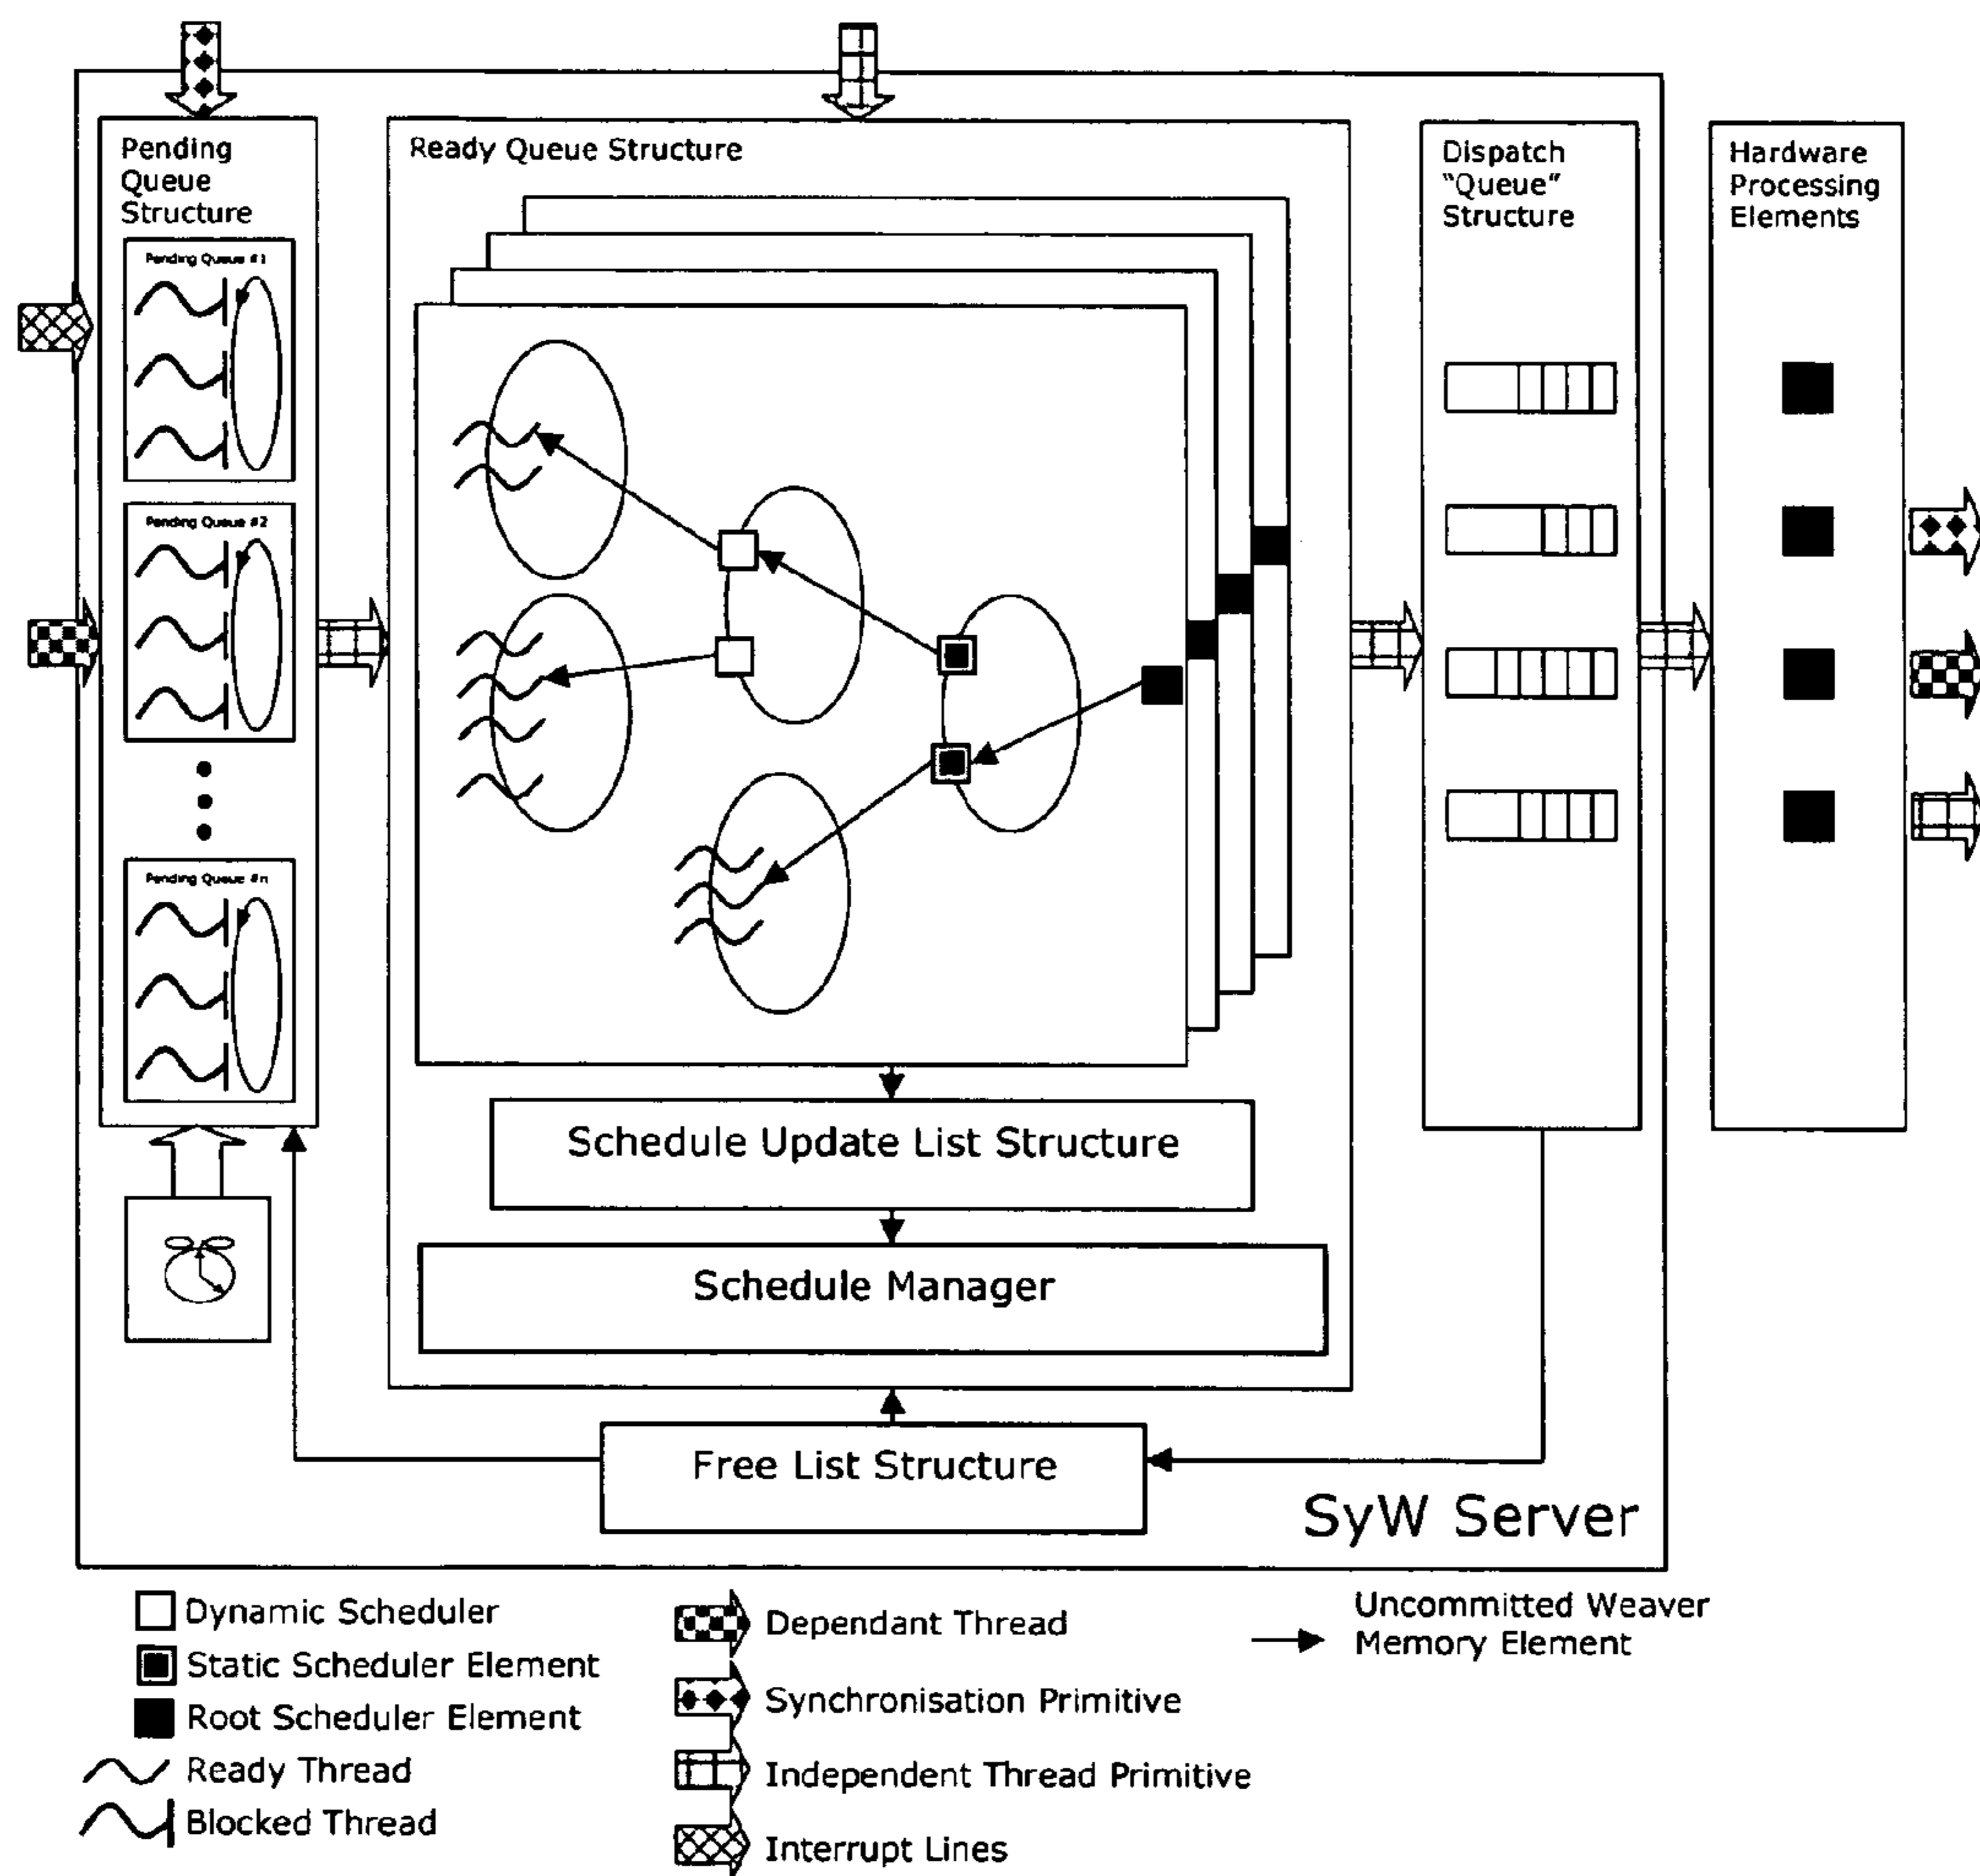 Pending
Queue
Structure
Pending Queue #1
Pending Queue #2
Pending Queue #n
Ready Queue Structure
Dispatch
"Queue"
Structure
Hardware
Processing
Elements
Schedule Update List Structure
Schedule Manager
Free List Structure
SyW Server
Dynamic Scheduler
Static Scheduler Element
Root Scheduler Element
Ready Thread
Blocked Thread
Dependant Thread
Synchronisation Primitive
Independent Thread Primitive
Interrupt Lines
Uncommitted Weaver
Memory Element